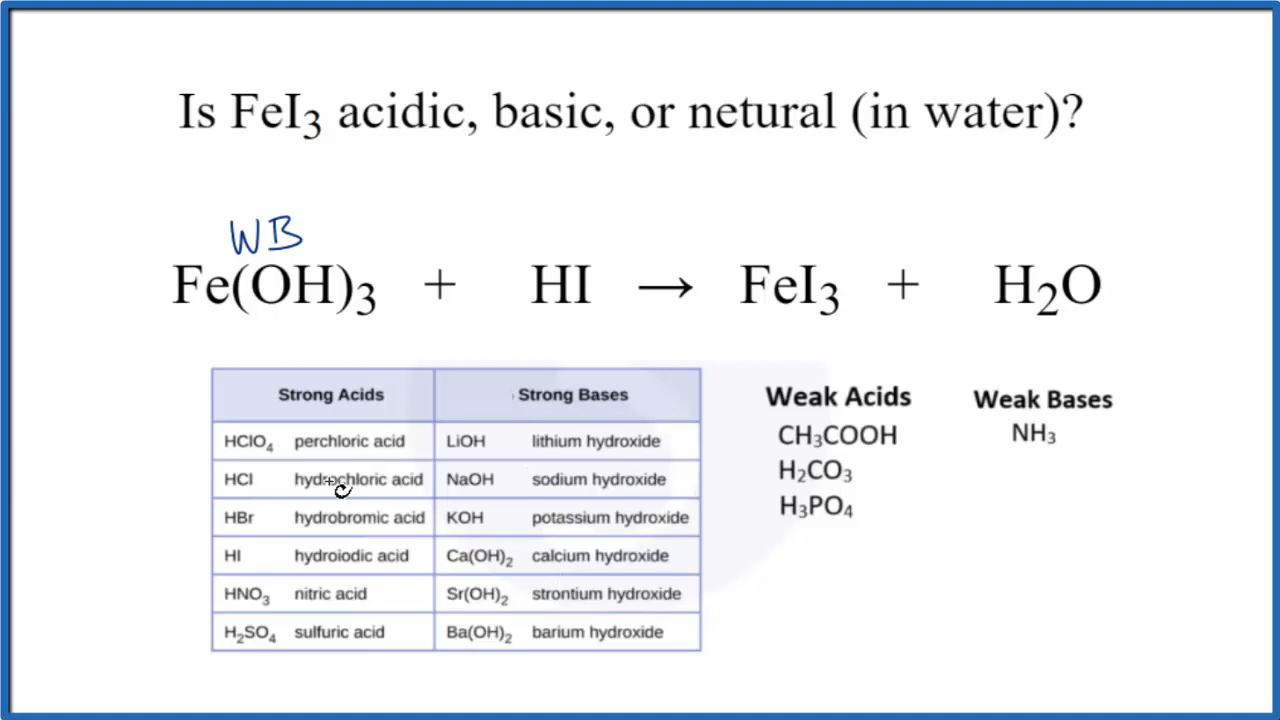 Is FeI₃ acidic, basic, or netural (in water)?
WB
Fe(OH)₃ + HI → FeI₃ + H₂O
Strong Acids Strong Bases
HClO₄ perchloric acid LiOH lithium hydroxide
HCl hydrochloric acid NaOH sodium hydroxide
HBr hydrobromic acid KOH potassium hydroxide
HI hydroiodic acid Ca(OH)₂ calcium hydroxide
HNO₃ nitric acid Sr(OH)₂ strontium hydroxide
H₂SO₄ sulfuric acid Ba(OH)₂ barium hydroxide
Weak Acids
CH₃COOH
H₂CO₃
H₃PO₄
Weak Bases
NH₃